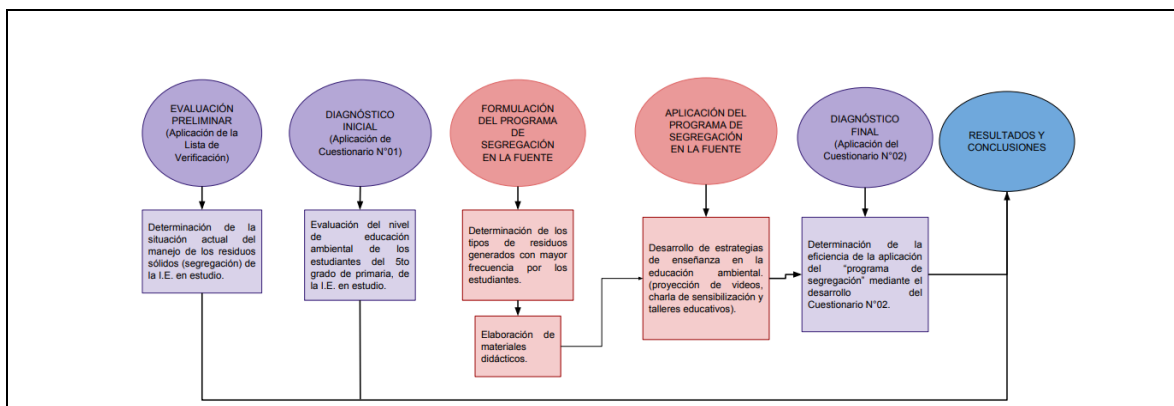 EVALUACIÓN
PRELIMINAR
(Aplicación de la
Lista de
Verificación)
DIAGNÓSTICO
INICIAL
(Aplicación de
Cuestionario N°01)
FORMULACIÓN
DEL PROGRAMA
DE
SEGREGACIÓN
EN LA FUENTE
APLICACIÓN DEL
PROGRAMA DE
SEGREGACIÓN
EN LA FUENTE
DIAGNÓSTICO
FINAL
(Aplicación del
Cuestionario N°02)
RESULTADOS Y
CONCLUSIONES
Determinación de la
situación actual del
manejo de los residuos
sólidos (segregación) de
la I.E. en estudio.
Evaluación del nivel
de educación
ambiental de los
estudiantes del 5to
grado de primaria, de
la I.E. en estudio.
Determinación de los
tipos de residuos
generados con mayor
frecuencia por los
estudiantes.
Elaboración de
materiales
didácticos.
Desarrollo de estrategias
de enseñanza en la
educación ambiental.
(proyección de videos,
charla de sensibilización y
talleres educativos).
Determinación de la
eficiencia de la aplicación
del “programa de
segregación” mediante el
desarrollo del
Cuestionario N°02.